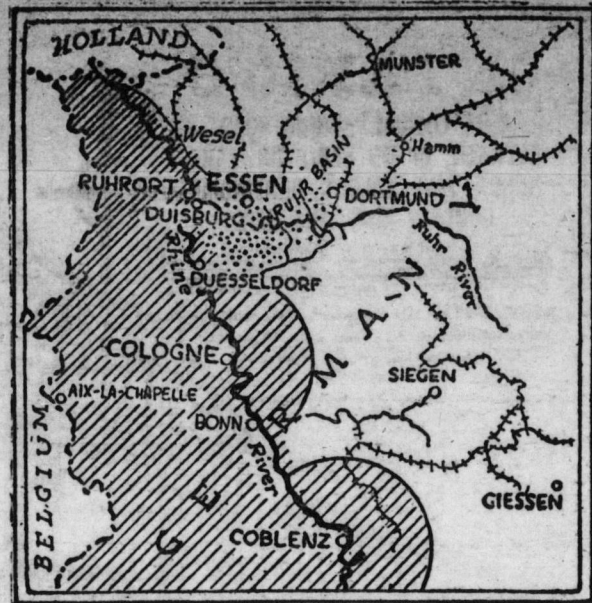 HOLLAND
MUNSTER
Wesel
Hamm
RUHRORT
ESSEN
RUHR BASIN
DORTMUND
DUISBURG
Ruhr River
Rhine River
DUESSELDORF
GERMANY
COLOGNE
SIEGEN
AIX-LA-CHAPELLE
BONN
BELGIUM
GIESSEN
COBLENZ